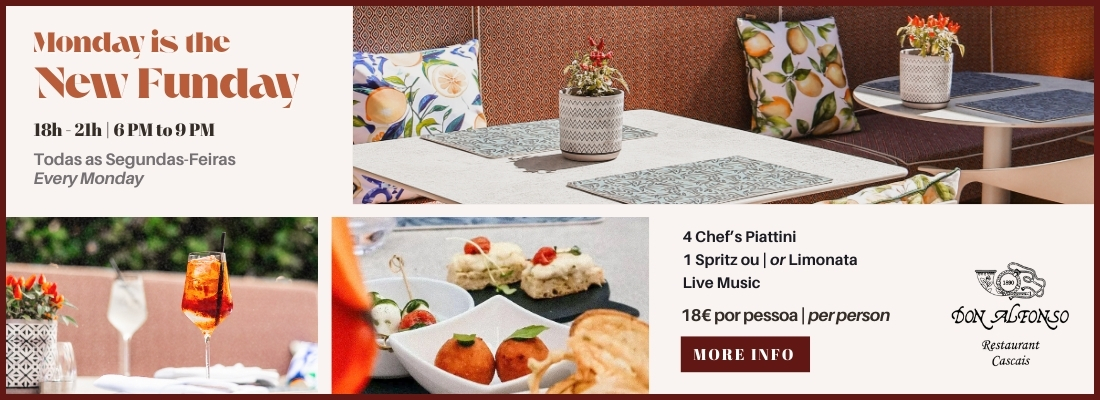 Monday is the
New Funday
18h - 21h | 6 PM to 9 PM
Todas as Segundas-Feiras
Every Monday
4 Chef's Piattini
1 Spritz ou | or Limonata
Live Music
18€ por pessoa | per person
MORE INFO
1890
DON ALFONSO
Restaurant
Cascais